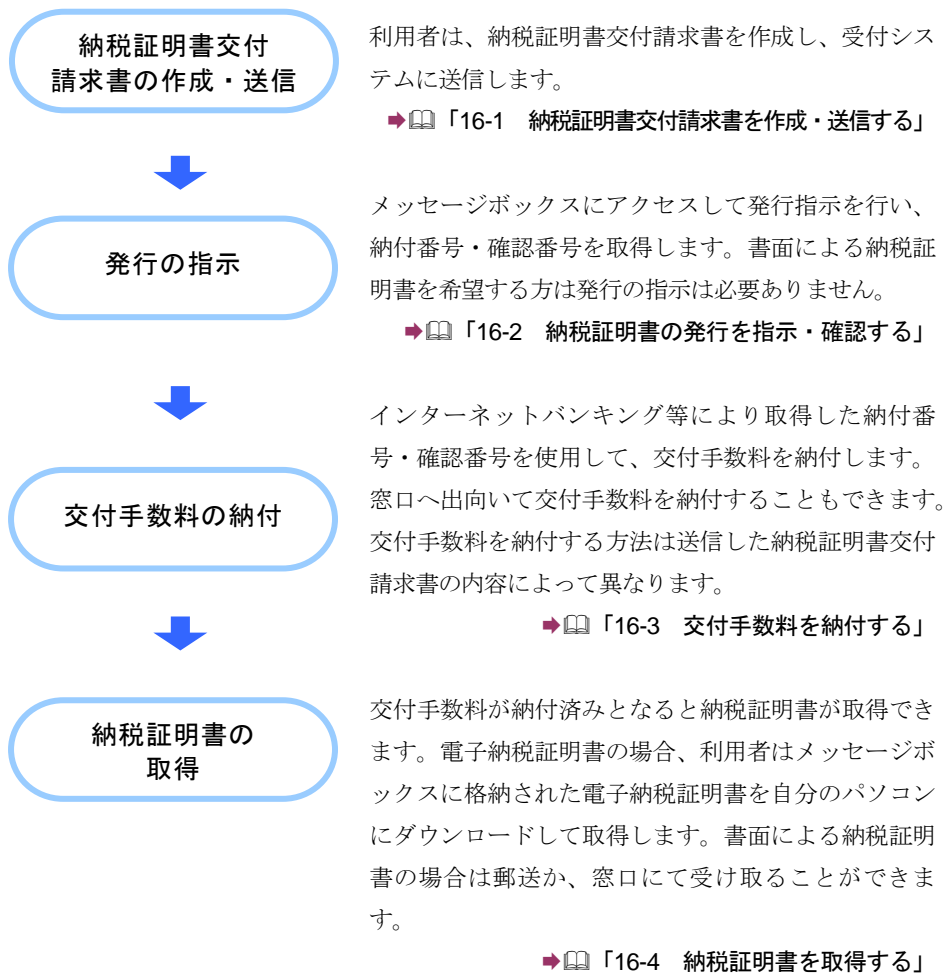 納税証明書交付
請求書の作成・送信
利用者は、納税証明書交付請求書を作成し、受付シス
テムに送信します。
➡🕮「16-1　納税証明書交付請求書を作成・送信する」
発行の指示
メッセージボックスにアクセスして発行指示を行い、
納付番号・確認番号を取得します。書面による納税証
明書を希望する方は発行の指示は必要ありません。
➡🕮「16-2　納税証明書の発行を指示・確認する」
交付手数料の納付
インターネットバンキング等により取得した納付番
号・確認番号を使用して、交付手数料を納付します。
窓口へ出向いて交付手数料を納付することもできます。
交付手数料を納付する方法は送信した納税証明書交付
請求書の内容によって異なります。
➡🕮「16-3　交付手数料を納付する」
納税証明書の
取得
交付手数料が納付済みとなると納税証明書が取得でき
ます。電子納税証明書の場合、利用者はメッセージボ
ックスに格納された電子納税証明書を自分のパソコン
にダウンロードして取得します。書面による納税証明
書の場合は郵送か、窓口にて受け取ることができま
す。
➡🕮「16-4　納税証明書を取得する」